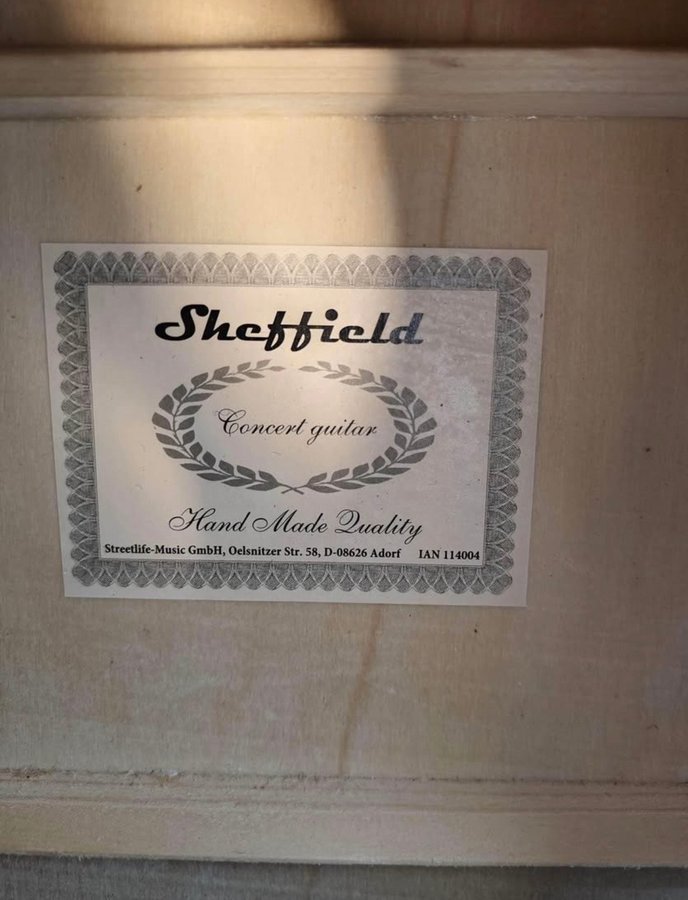 Sheffield
Concert guitar
Hand Made Quality
Streetlife-Music GmbH, Oelsnitzer Str. 58, D-08626 Adorf IAN 114004